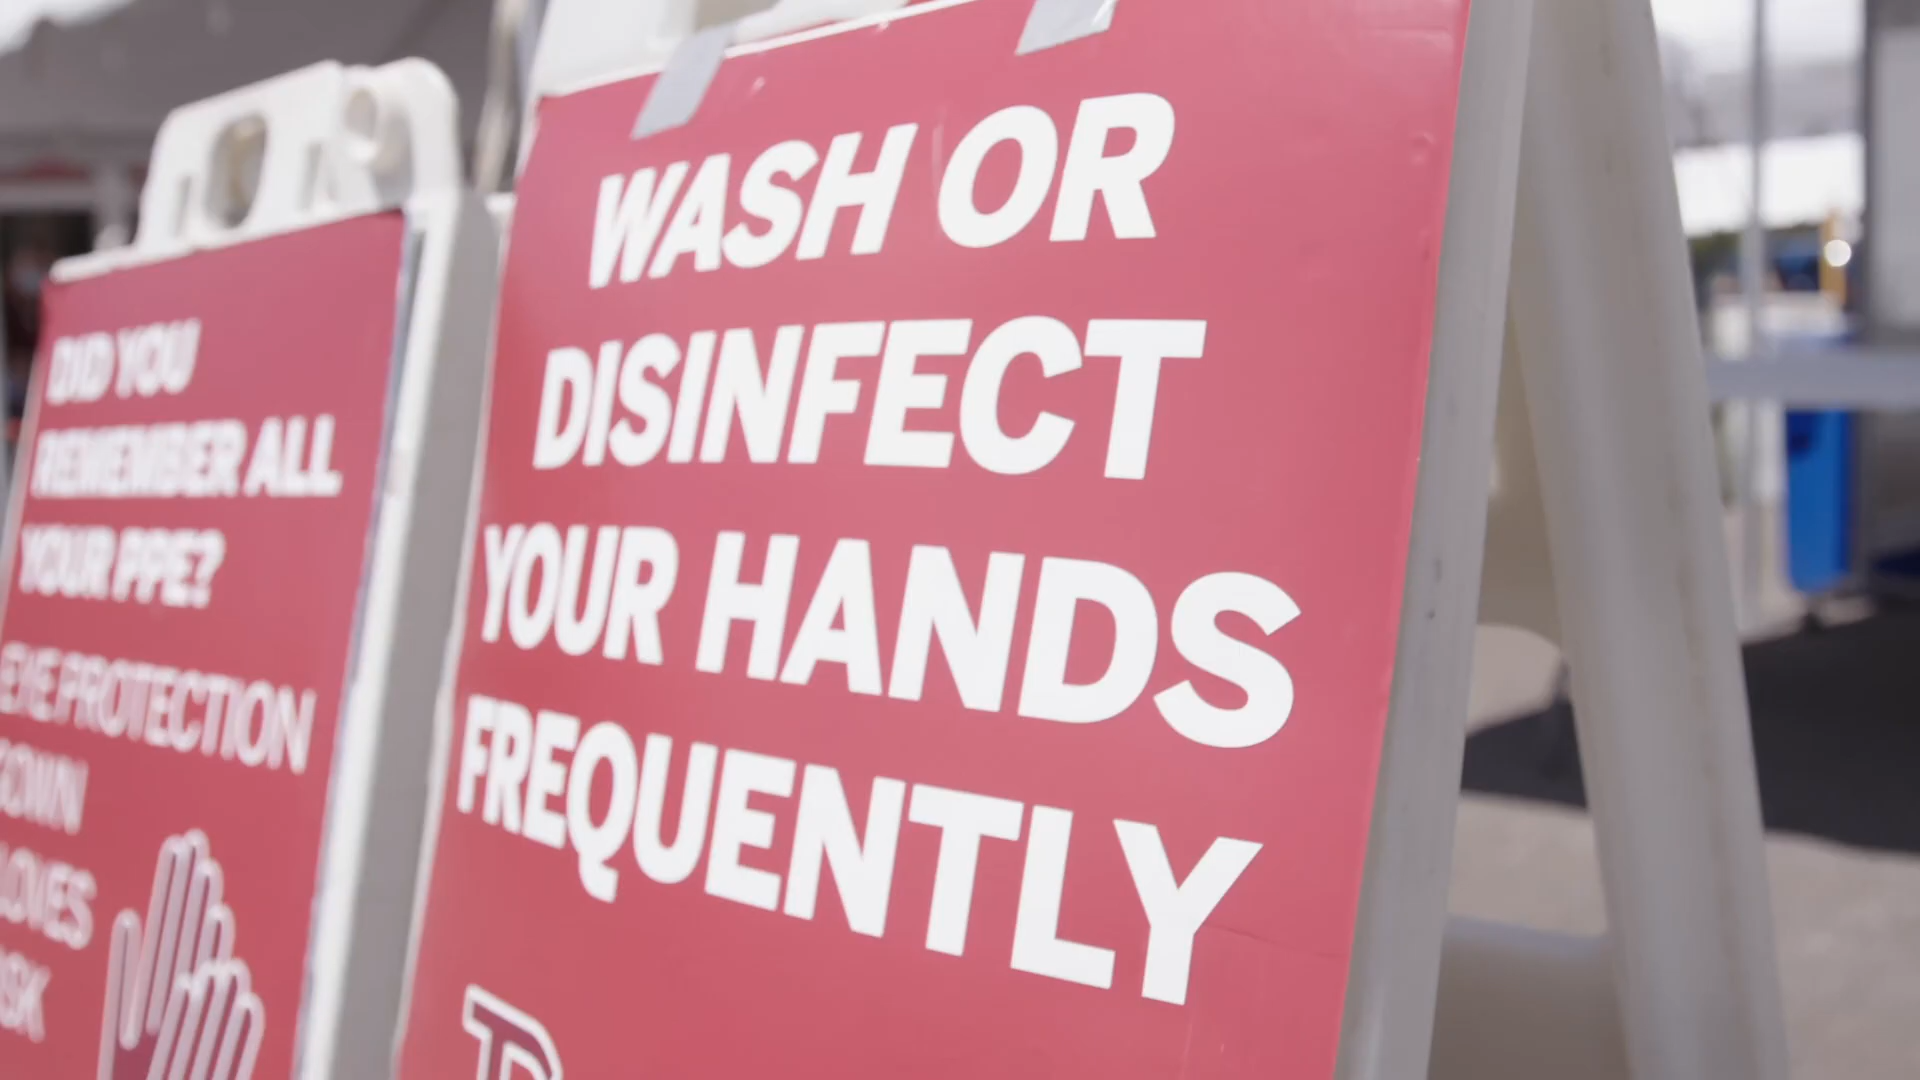 DID YOU
REMEMBER ALL
YOUR PPE?
EYE PROTECTION
WASH OR
DISINFECT
YOUR HANDS
FREQUENTLY